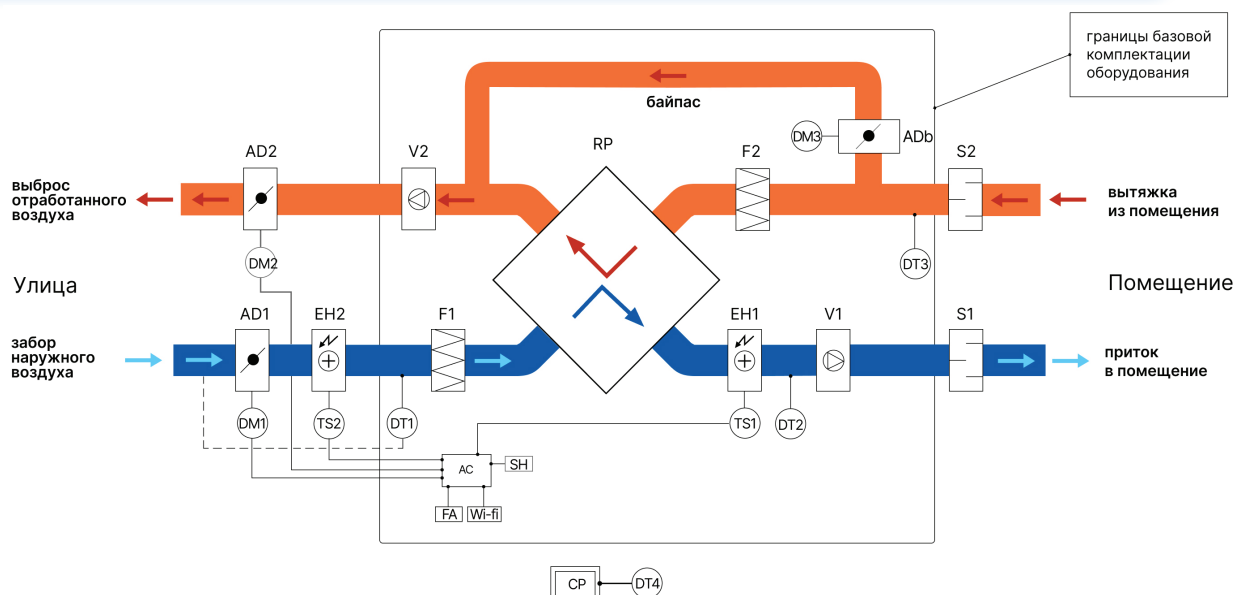 границы базовой
комплектации
оборудования
байпас
DM3
ADb
AD2
V2
RP
F2
S2
выброс
отработанного
воздуха
вытяжка
из помещения
DM2
DT3
Улица
Помещение
AD1
EH2
F1
EH1
V1
S1
забор
наружного
воздуха
приток
в помещение
DM1
TS2
DT1
TS1
DT2
AC
SH
FA
Wi-fi
CP
DT4